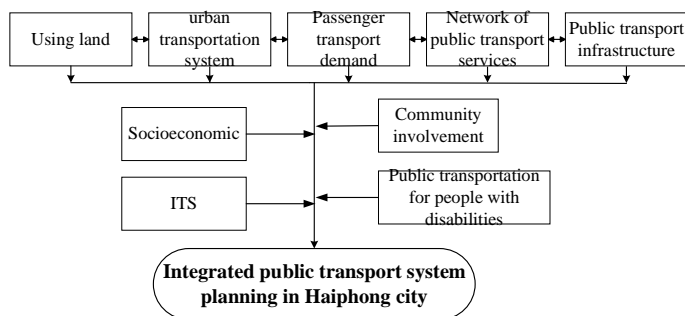 Using land
urban
transportation
system
Passenger
transport
demand
Network of
public transport
services
Public transport
infrastructure
Socioeconomic
Community
involvement
ITS
Public transportation
for people with
disabilities
Integrated public transport system
planning in Haiphong city